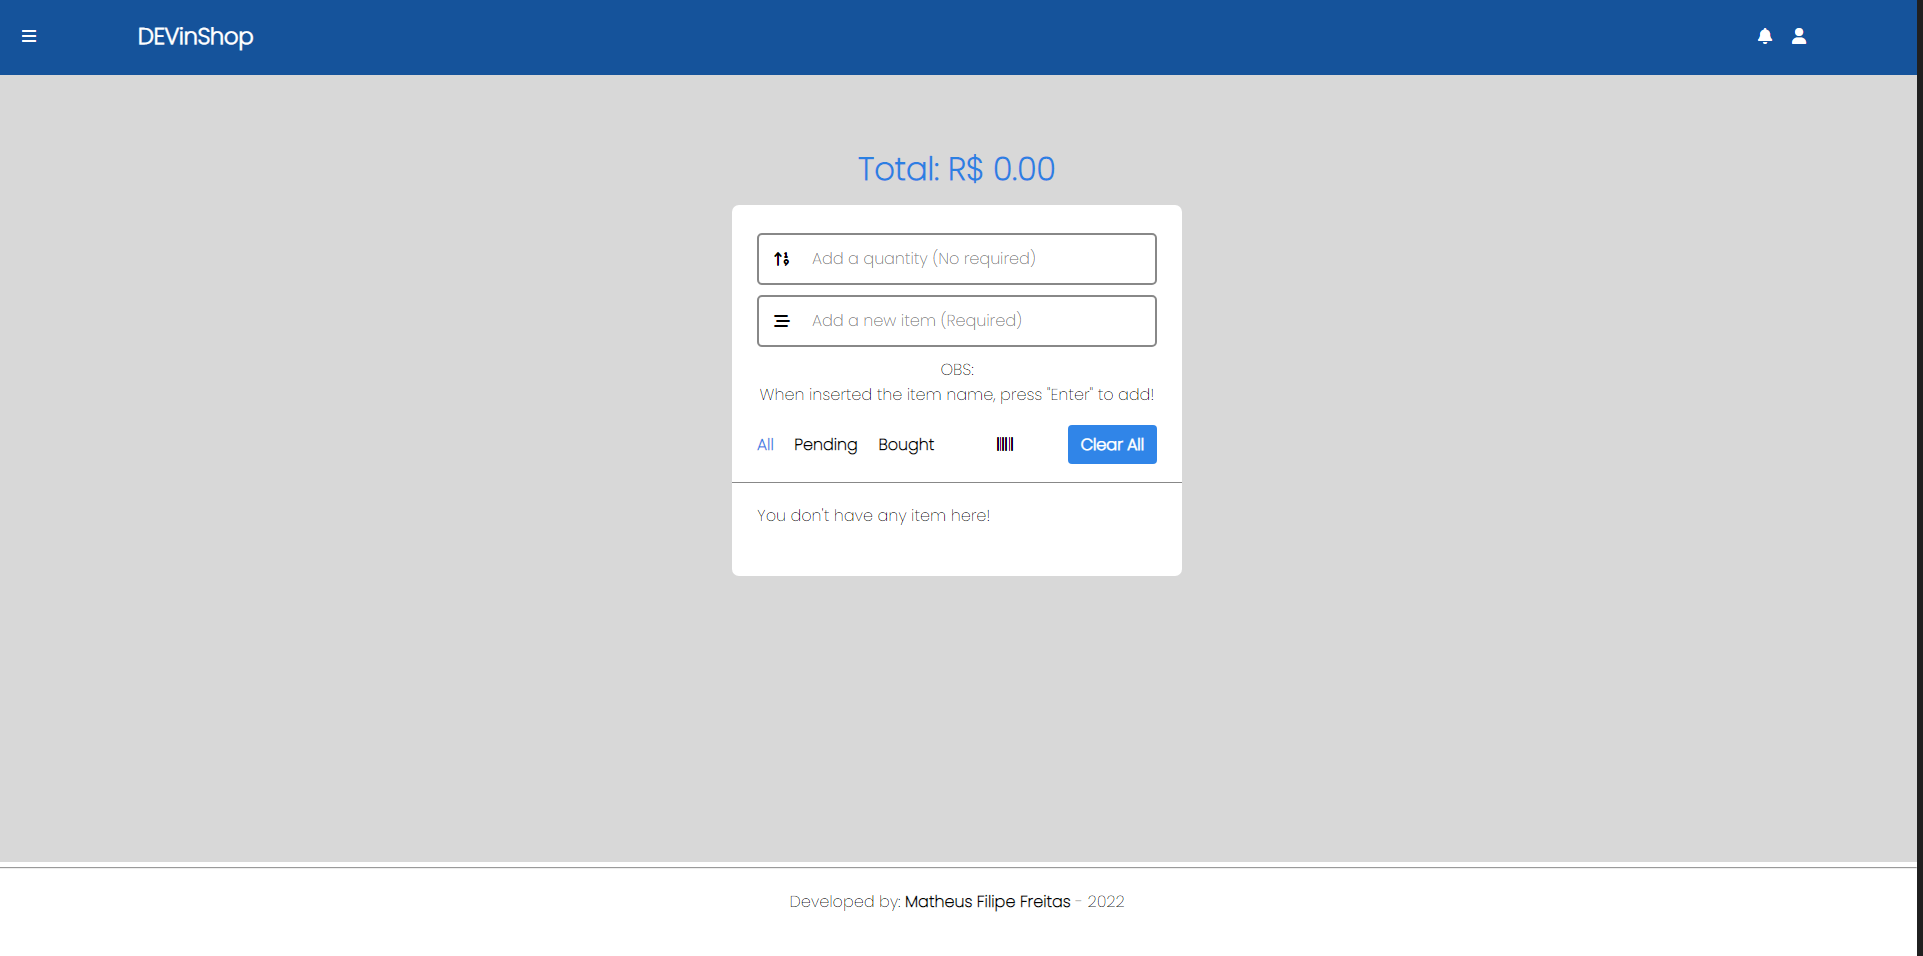 DEVinShop
Total: R$ 0.00
Add a quantity (No required)
Add a new item (Required)
OBS:
When inserted the item name, press "Enter" to add!
All Pending Bought Clear All
You don't have any item here!
Developed by: Matheus Filipe Freitas - 2022